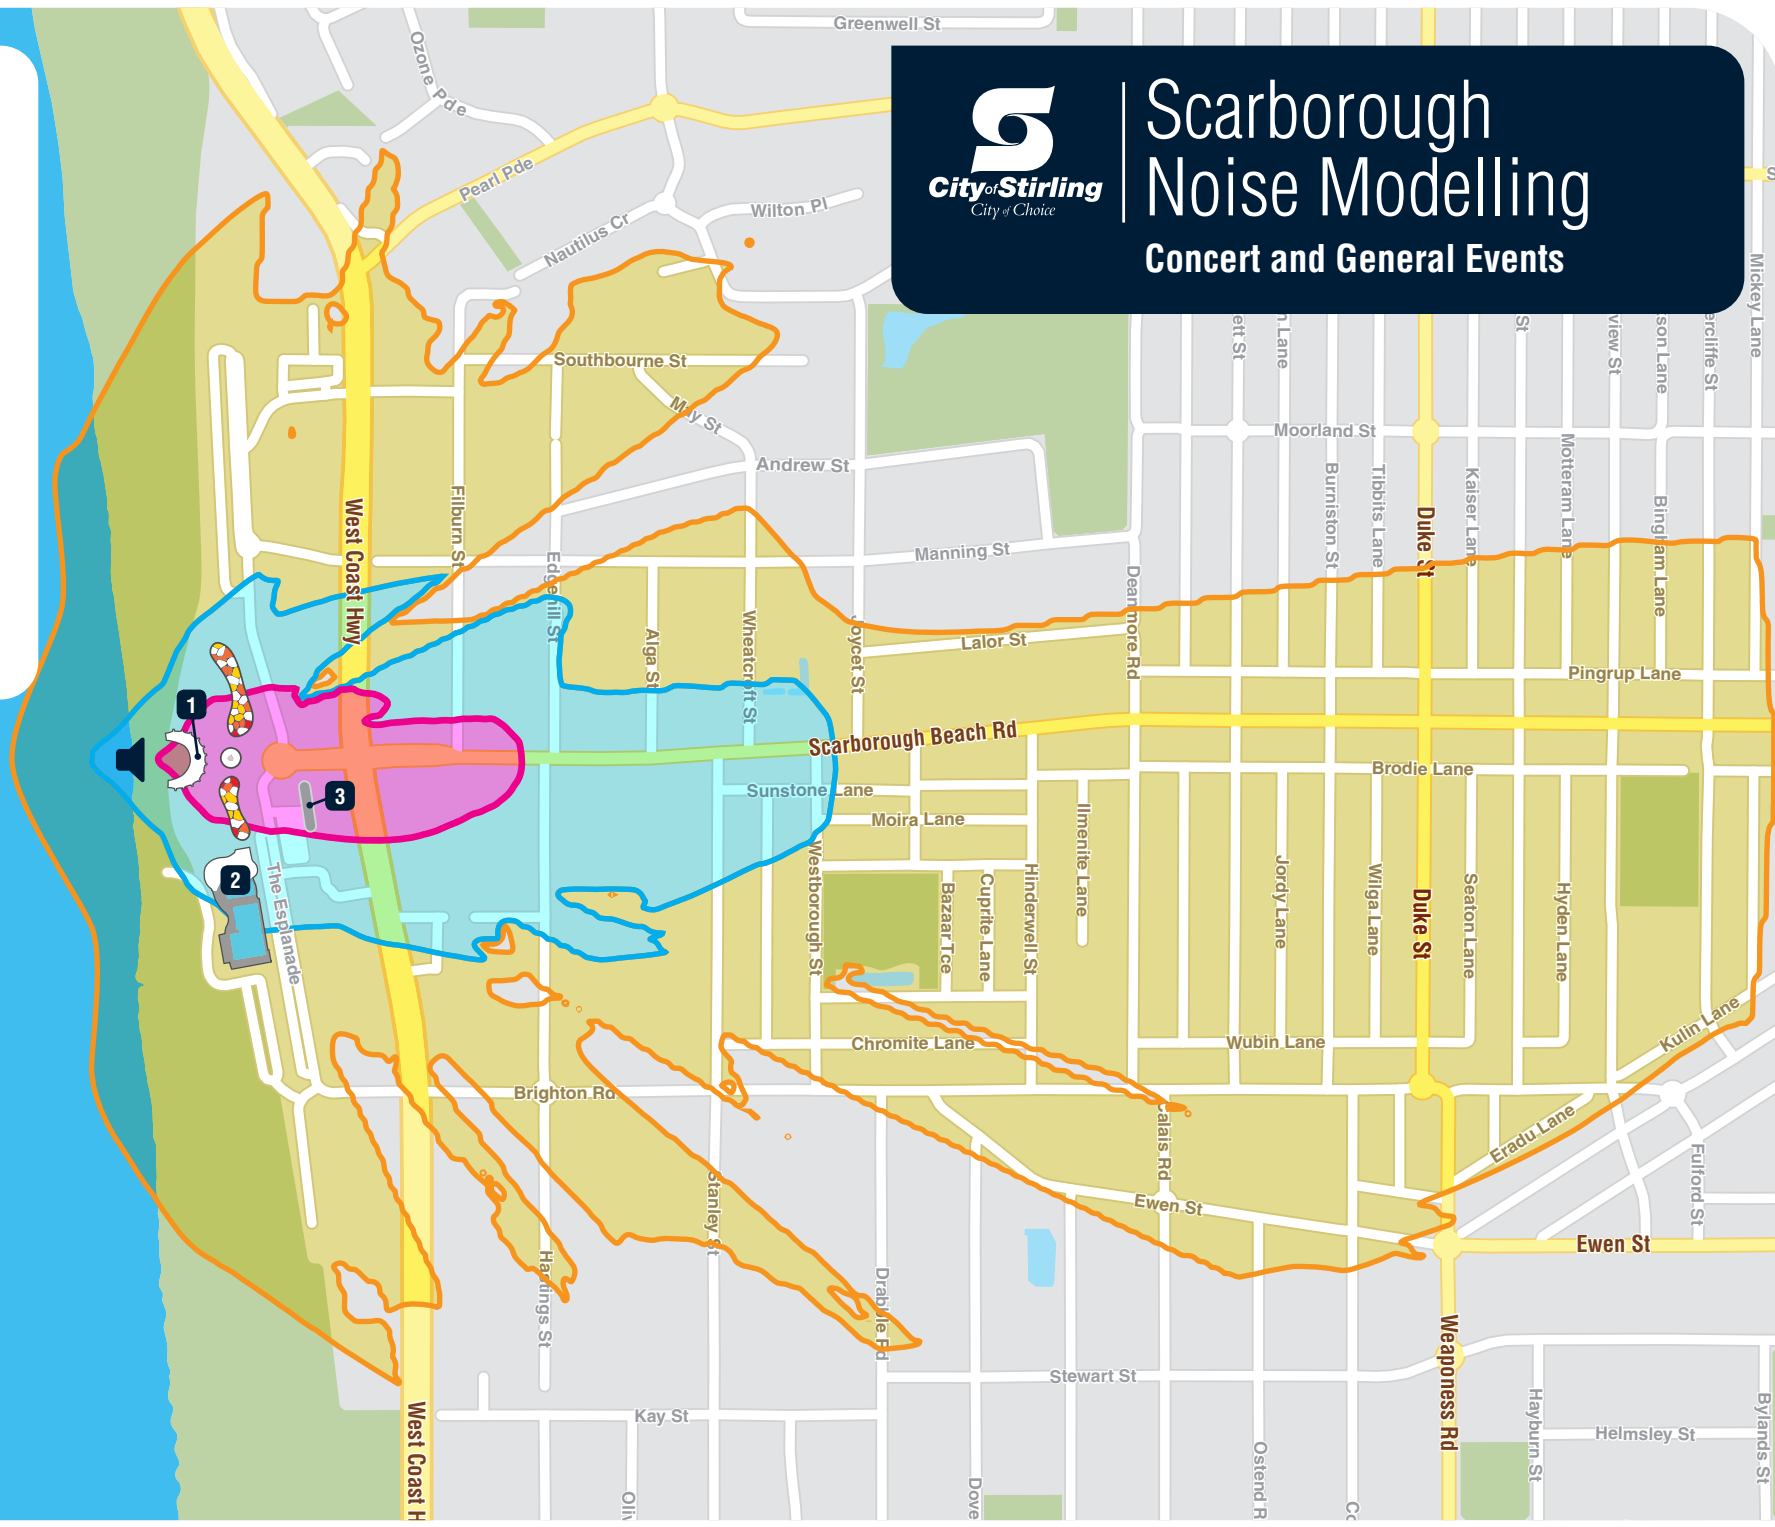 Greenwell St
Ozone Pde
Pearl Pde
Wilton Pl
Nautilus Cr
City of Stirling
City of Choice
Scarborough
Noise Modelling
Concert and General Events
Mickey Lane
Southbourne St
May St
Andrew St
Moorland St
Manning St
West Coast Hwy
Filburn St
Edgehill St
Alga St
Wheatcroft St
Joycet St
Deanmore Rd
Lalor St
Burniston St
Tibbits Lane
Duke St
Kaiser Lane
Motteram Lane
Bingham Lane
Pingrup Lane
1
2
3
Scarborough Beach Rd
Brodie Lane
Sunstone Lane
Moira Lane
The Esplanade
Westborough St
Bazaar Tce
Cuprite Lane
Hinderwell St
Ilmenite Lane
Jordy Lane
Wilga Lane
Duke St
Seaton Lane
Hyden Lane
Chromite Lane
Wubin Lane
Kulin Lane
Brighton Rd
Eradu Lane
Calais Rd
Ewen St
Ewen St
Fulford St
Stanley St
Hastings St
Drabble Rd
Stewart St
Kay St
West Coast H
Weaponess Rd
Hayburn St
Helmsley St
Bylands St
Ostend R
Dove